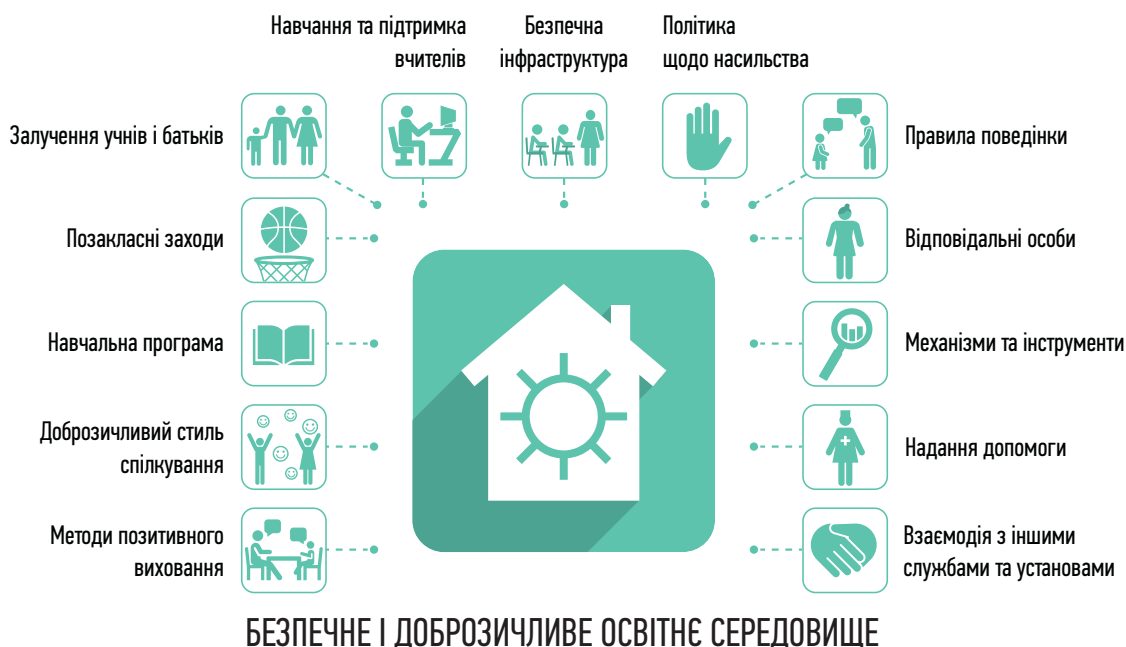 Навчання та підтримка
вчителів
Безпечна
інфраструктура
Політика
щодо насильства
Залучення учнів і батьків
Правила поведінки
Позакласні заходи
Відповідальні особи
Навчальна програма
Механізми та інструменти
Доброзичливий стиль
спілкування
Надання допомоги
Методи позитивного
виховання
Взаємодія з іншими
службами та установами
БЕЗПЕЧНЕ І ДОБРОЗИЧЛИВЕ ОСВІТНЄ СЕРЕДОВИЩЕ